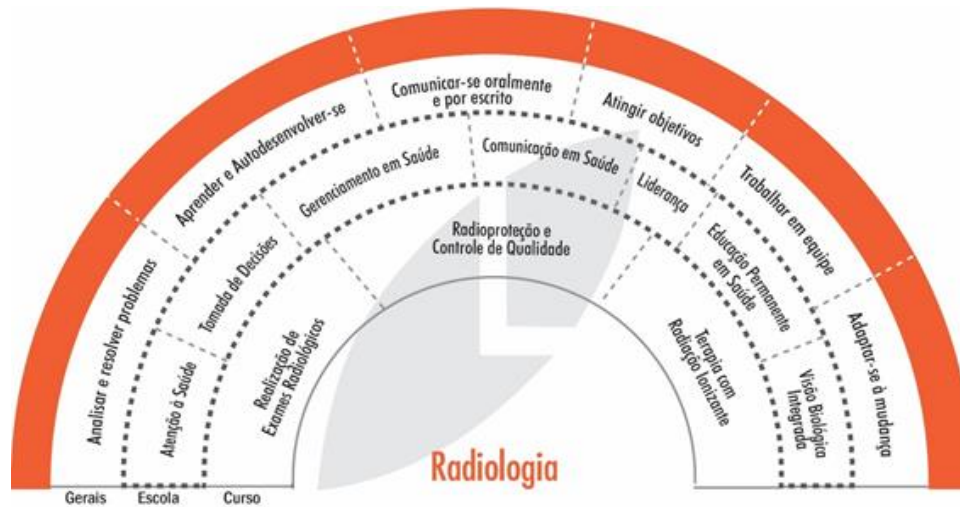 Analisar e resolver problemas
Aprender e Autodesenvolver-se
Comunicar-se oralmente
e por escrito
Atingir objetivos
Trabalhar em equipe
Adaptar-se à mudança
Atenção à Saúde
Tomada de Decisões
Gerenciamento em Saúde
Comunicação em Saúde
Liderança
Educação Permanente
em Saúde
Visão Biológica
Integrada
Realização de
Exames Radiológicos
Radioproteção e
Controle de Qualidade
Terapia com
Radiação Ionizante
Radiologia
Gerais Escola Curso